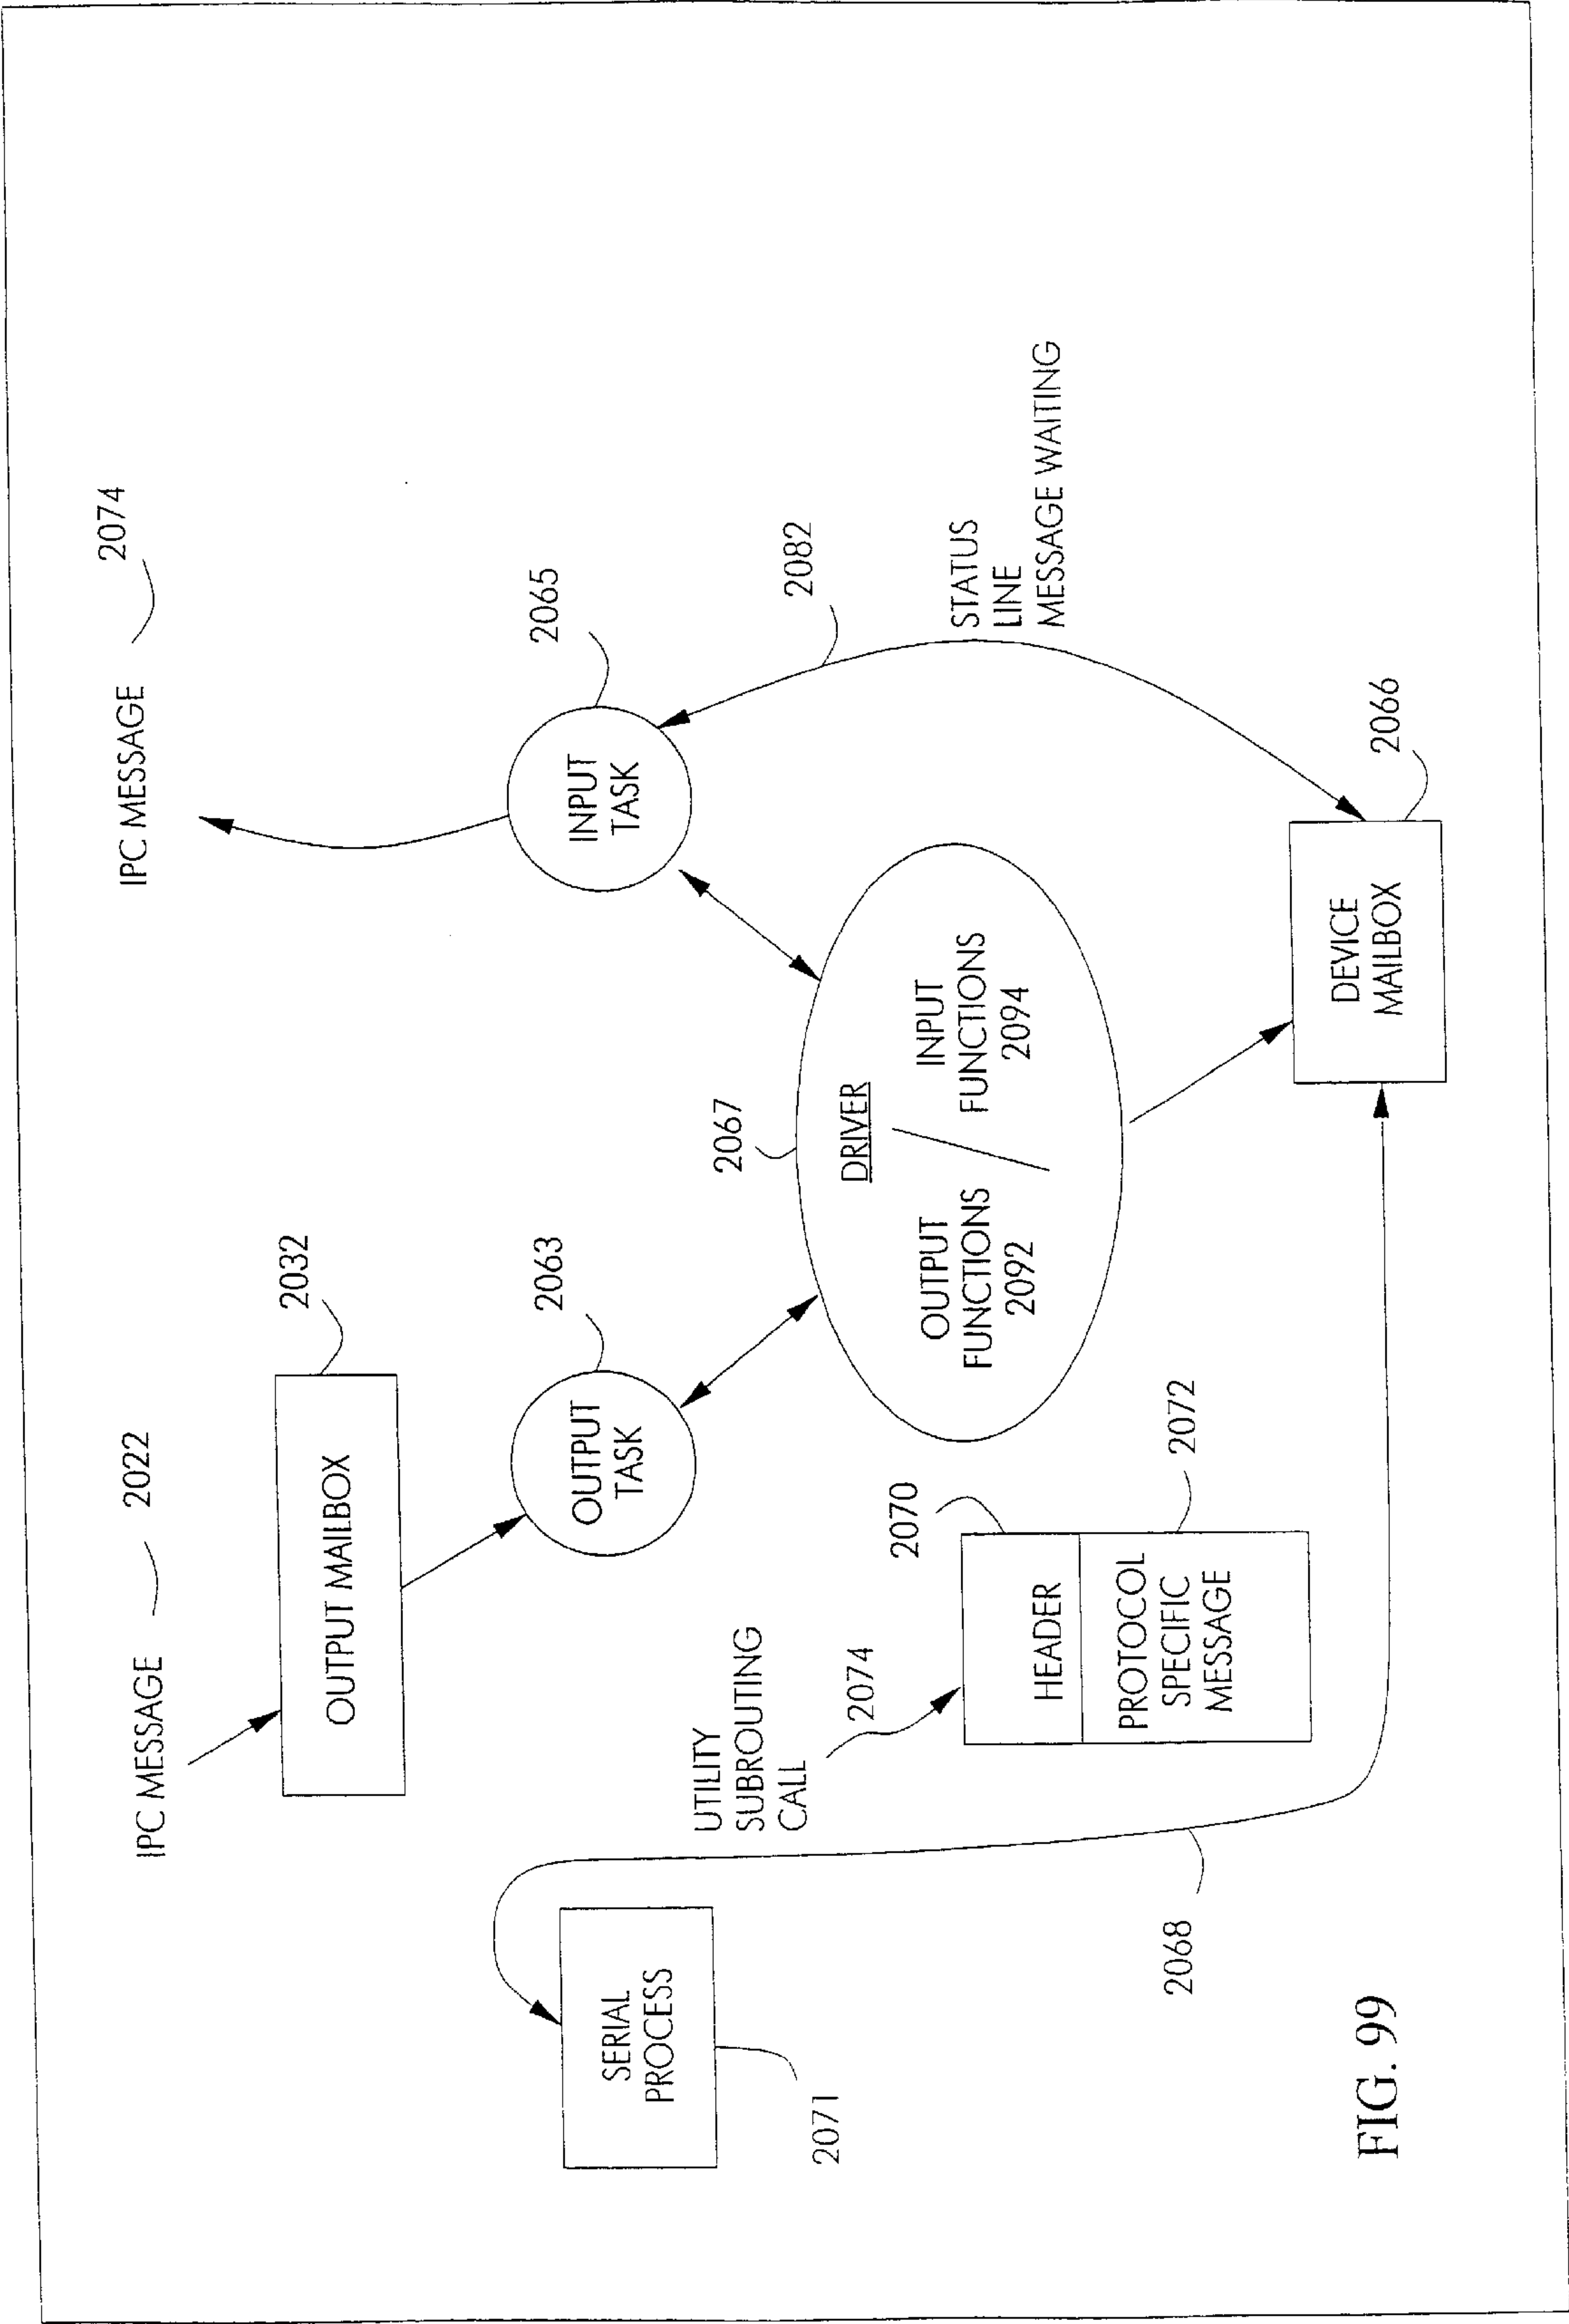 IPC MESSAGE
2022
IPC MESSAGE
2074
OUTPUT MAILBOX
2032
OUTPUT
TASK
2063
INPUT
TASK
2065
SERIAL
PROCESS
2071
UTILITY
SUBROUTING
CALL
2074
2067
DRIVER
OUTPUT
FUNCTIONS
2092
INPUT
FUNCTIONS
2094
2082
STATUS
LINE
MESSAGE WAITING
2070
HEADER
PROTOCOL
SPECIFIC
MESSAGE
2072
2068
DEVICE
MAILBOX
2066
FIG. 99